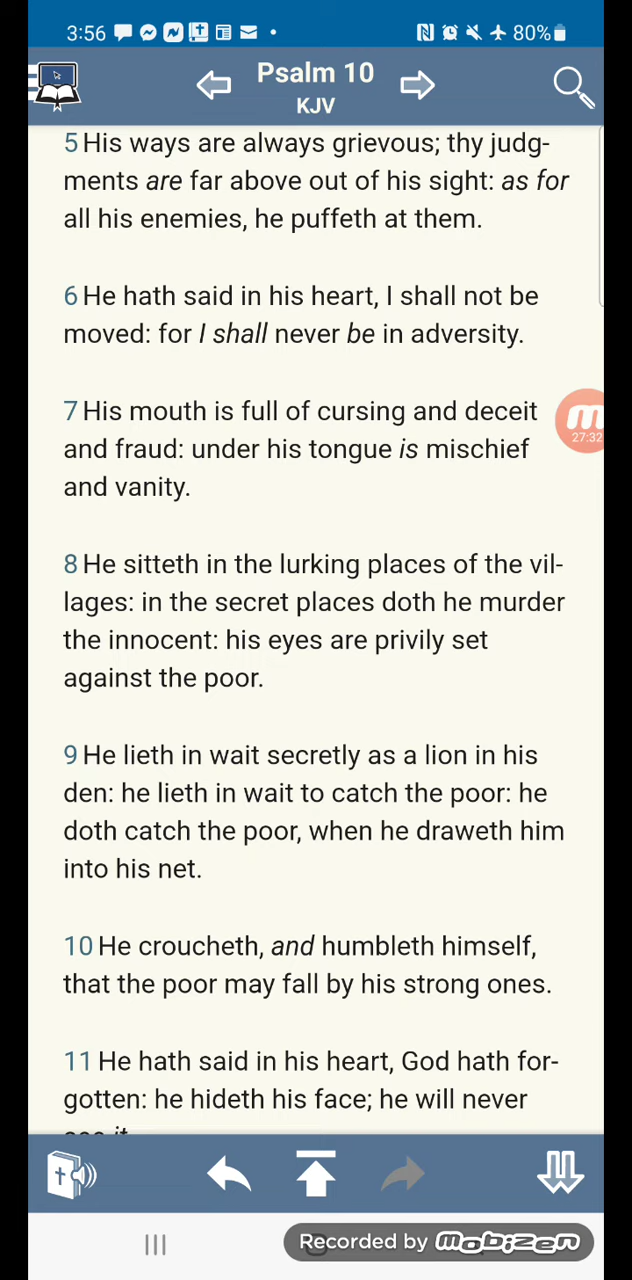 3:56
80%
Psalm 10
KJV
5 His ways are always grievous; thy judg-
ments are far above out of his sight: as for
all his enemies, he puffeth at them.
6 He hath said in his heart, I shall not be
moved: for I shall never be in adversity.
7 His mouth is full of cursing and deceit
and fraud: under his tongue is mischief
and vanity.
8 He sitteth in the lurking places of the vil-
lages: in the secret places doth he murder
the innocent: his eyes are privily set
against the poor.
9 He lieth in wait secretly as a lion in his
den: he lieth in wait to catch the poor: he
doth catch the poor, when he draweth him
into his net.
10 He croucheth, and humbleth himself,
that the poor may fall by his strong ones.
11 He hath said in his heart, God hath for-
gotten: he hideth his face; he will never
see it
27:32
Recorded by mobizen